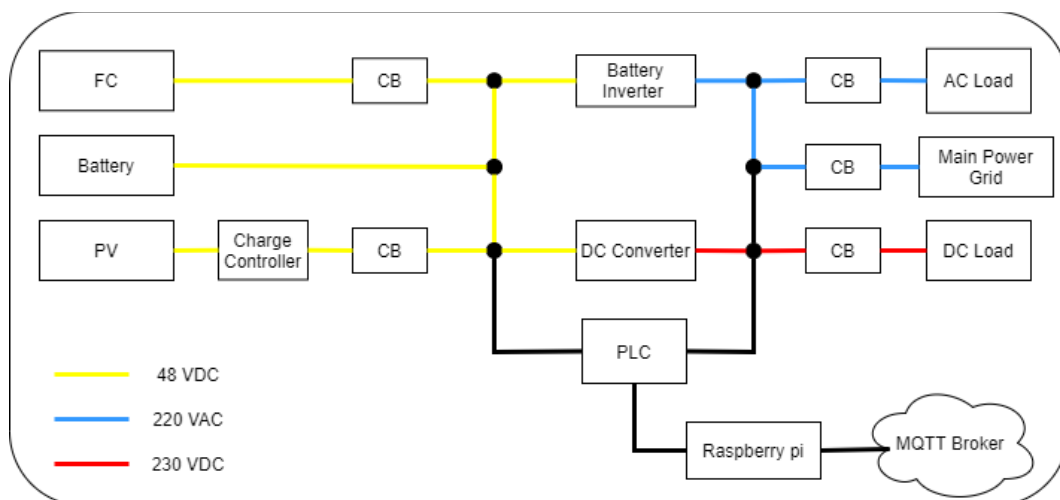 FC
CB
Battery
Inverter
CB
AC Load
Battery
CB
Main Power
Grid
PV
Charge
Controller
CB
DC Converter
CB
DC Load
PLC
48 VDC
220 VAC
230 VDC
Raspberry pi
MQTT Broker